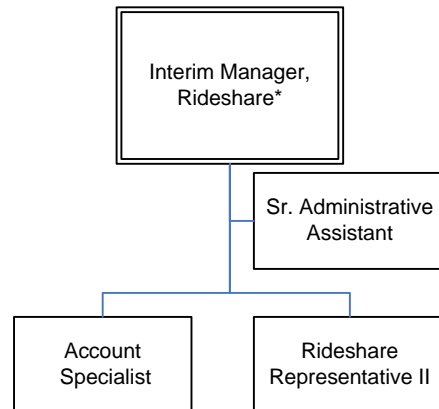 Interim Manager,
Rideshare*
Sr. Administrative
Assistant
Account
Specialist
Rideshare
Representative II